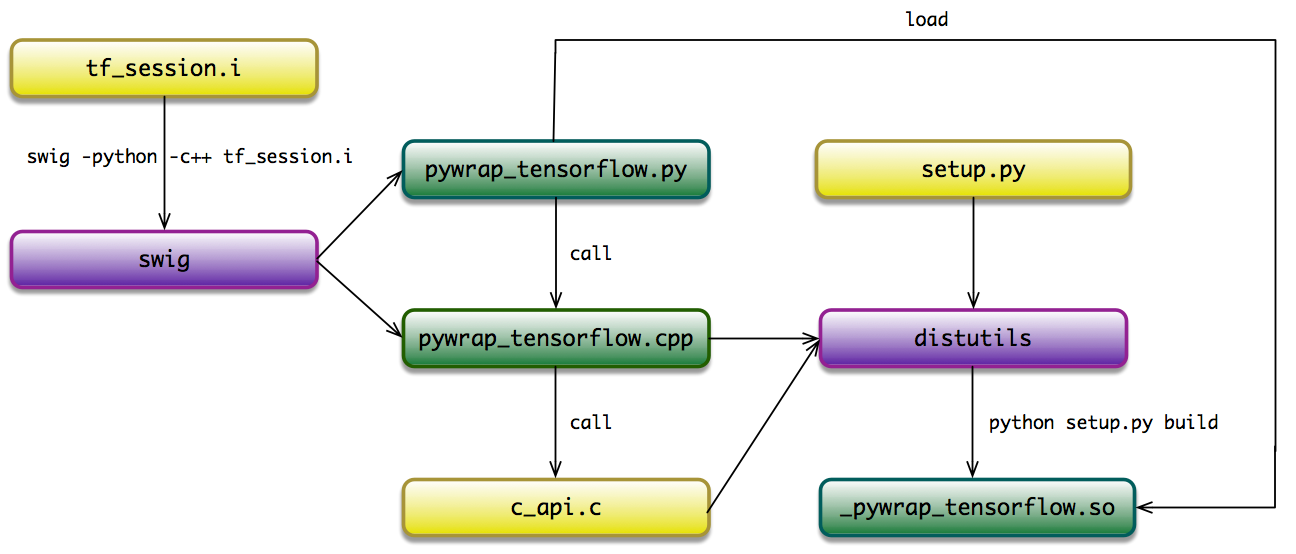 load
tf_session.i
swig -python -c++ tf_session.i
pywrap_tensorflow.py
setup.py
swig
call
pywrap_tensorflow.cpp
distutils
call
python setup.py build
c_api.c
_pywrap_tensorflow.so